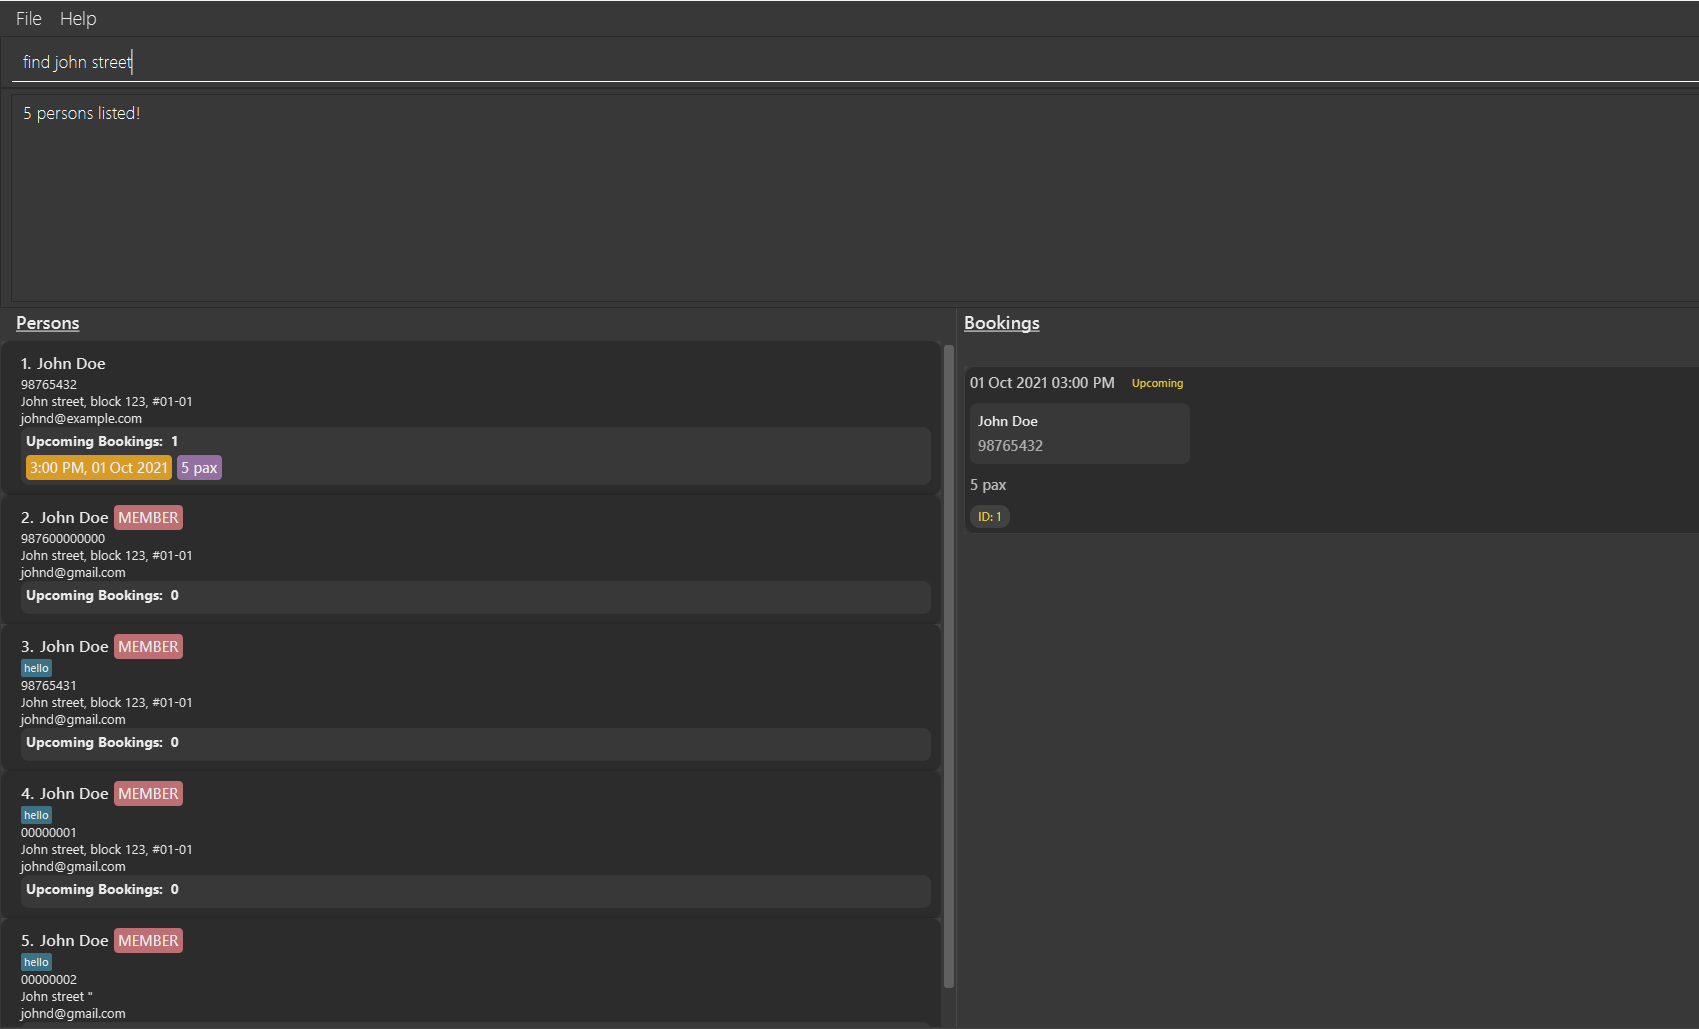 File Help
find john street
5 persons listed!
Persons
1. John Doe
98765432
John street, block 123, #01-01
johnd@example.com
Upcoming Bookings: 1
3:00 PM, 01 Oct 2021 5 pax
2. John Doe MEMBER
987600000000
John street, block 123, #01-01
johnd@gmail.com
Upcoming Bookings: 0
3. John Doe MEMBER
hello
98765431
John street, block 123, #01-01
johnd@gmail.com
Upcoming Bookings: 0
4. John Doe MEMBER
hello
00000001
John street, block 123, #01-01
johnd@gmail.com
Upcoming Bookings: 0
5. John Doe MEMBER
hello
00000002
John street "
johnd@gmail.com
Bookings
01 Oct 2021 03:00 PM Upcoming
John Doe
98765432
5 pax
ID: 1